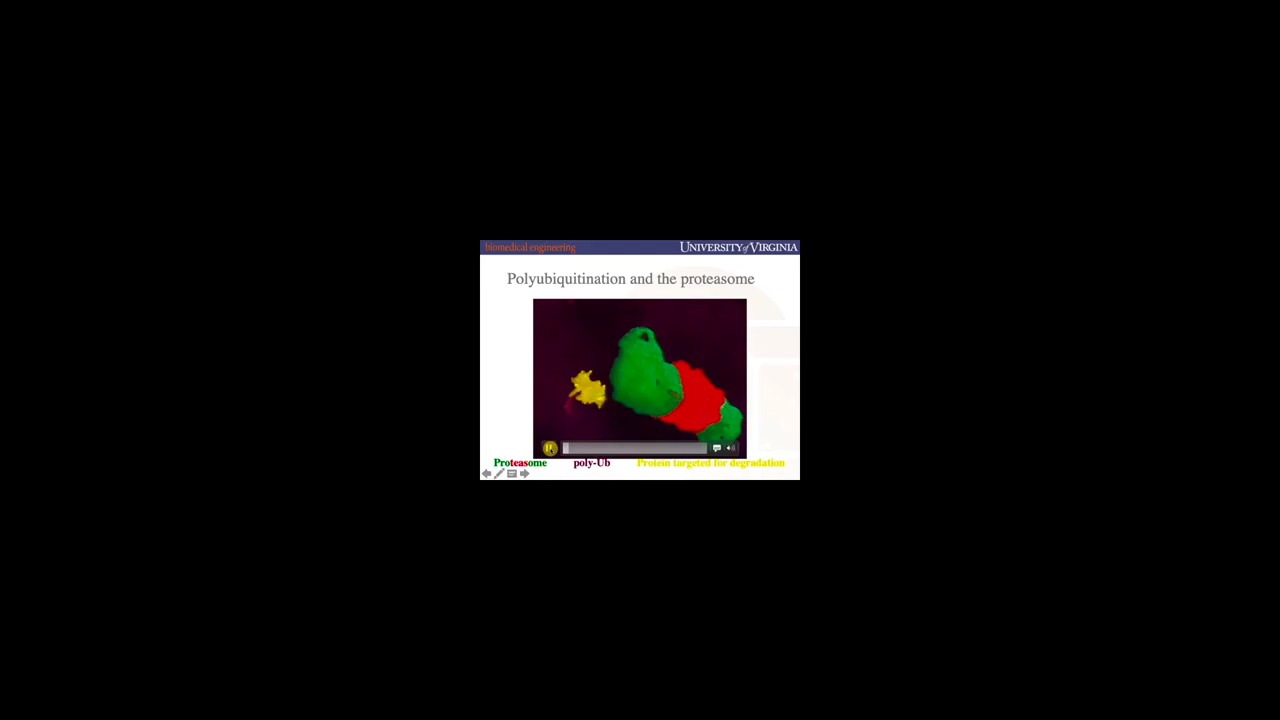 biomedical engineering
UNIVERSITY of VIRGINIA
Polyubiquitination and the proteasome
Proteasome poly-Ub Protein targeted for degradation